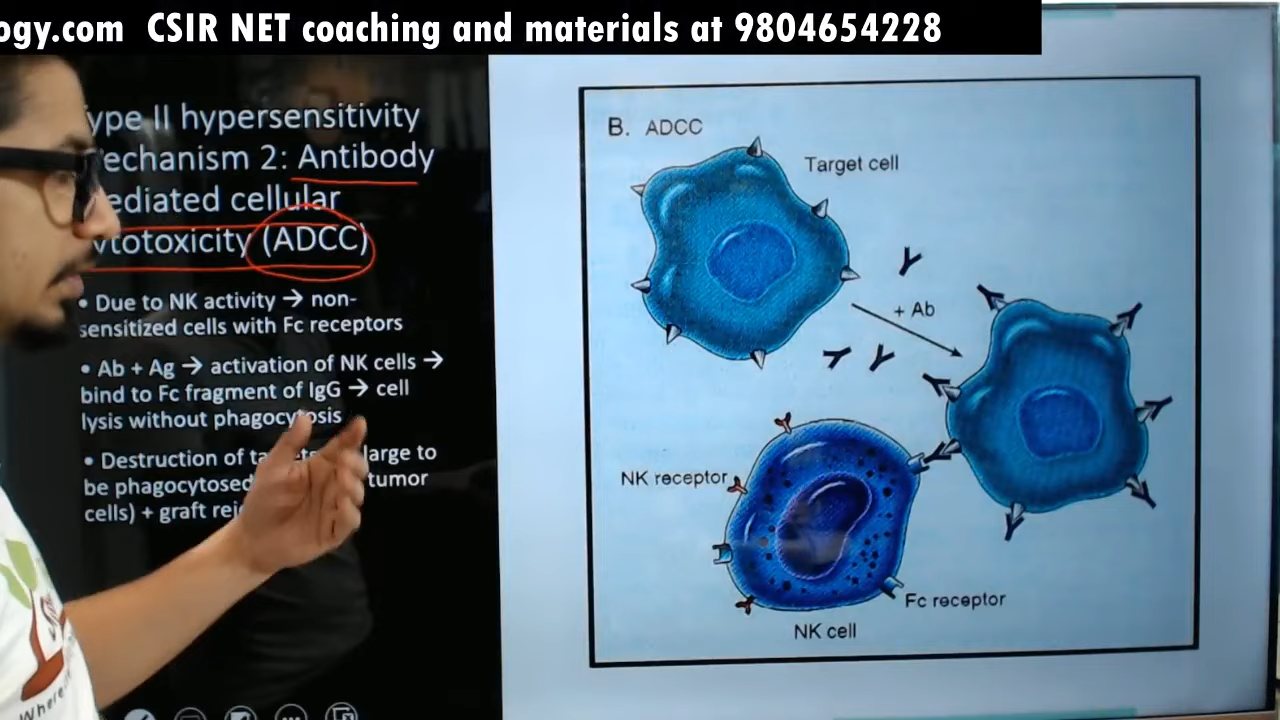 ogy.com CSIR NET coaching and materials at 9804654228
ype II hypersensitivity
echanism 2: Antibody
ediated cellular
ytotoxicity (ADCC)
• Due to NK activity → non-
sensitized cells with Fc receptors
• Ab + Ag → activation of NK cells →
bind to Fc fragment of IgG → cell
lysis without phagocytosis
• Destruction of large to
be phagocytosed tumor
cells) + graft
B. ADCC
Target cell
+ Ab
NK receptor
Fc receptor
NK cell